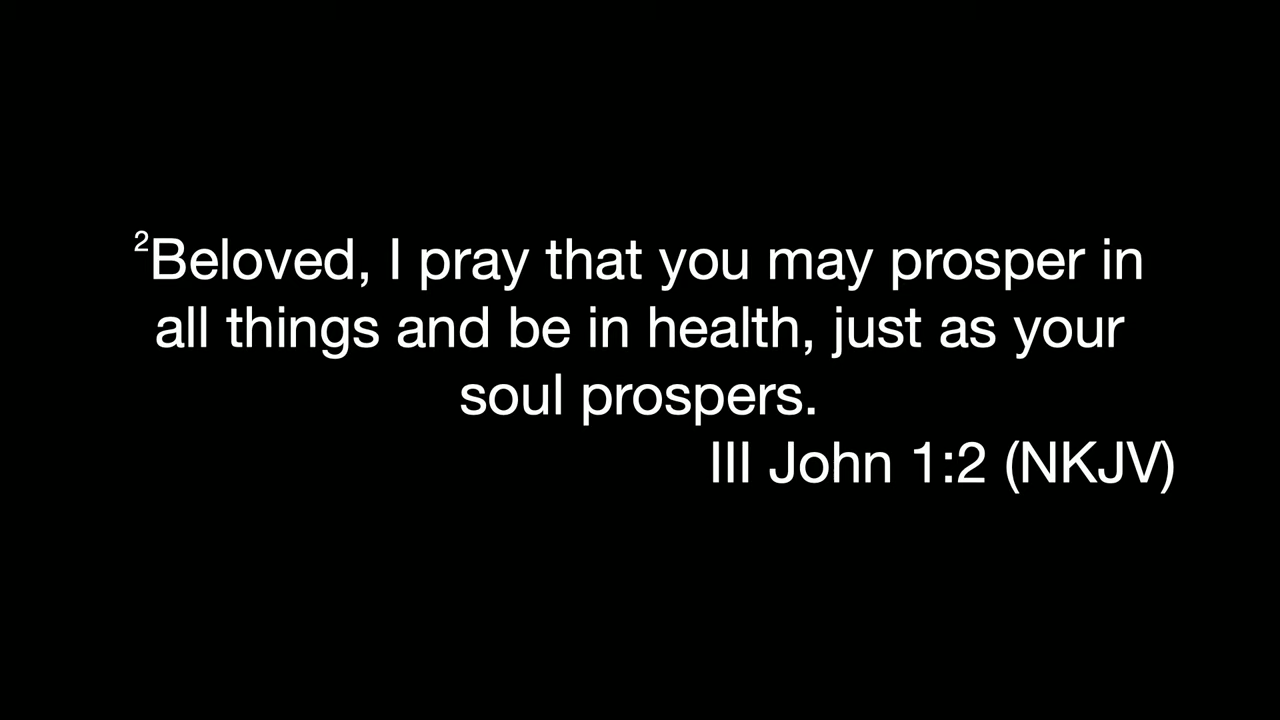 ²Beloved, I pray that you may prosper in
all things and be in health, just as your
soul prospers.
III John 1:2 (NKJV)